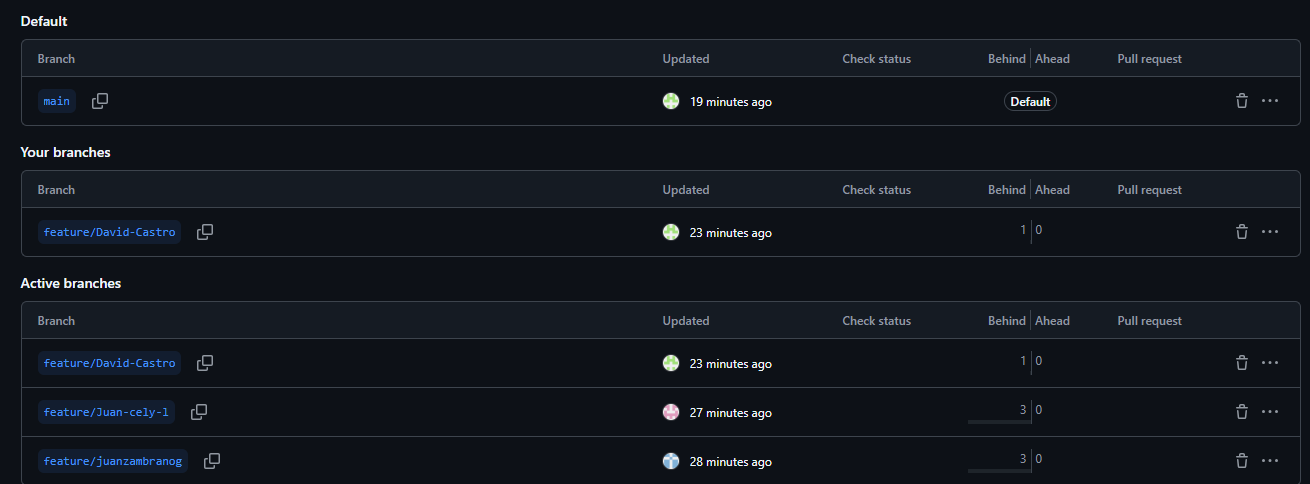 Default
Branch Updated Check status Behind Ahead Pull request
main 19 minutes ago Default
Your branches
Branch Updated Check status Behind Ahead Pull request
feature/David-Castro 23 minutes ago 1 0
Active branches
Branch Updated Check status Behind Ahead Pull request
feature/David-Castro 23 minutes ago 1 0
feature/Juan-cely-l 27 minutes ago 3 0
feature/juanzambranog 28 minutes ago 3 0